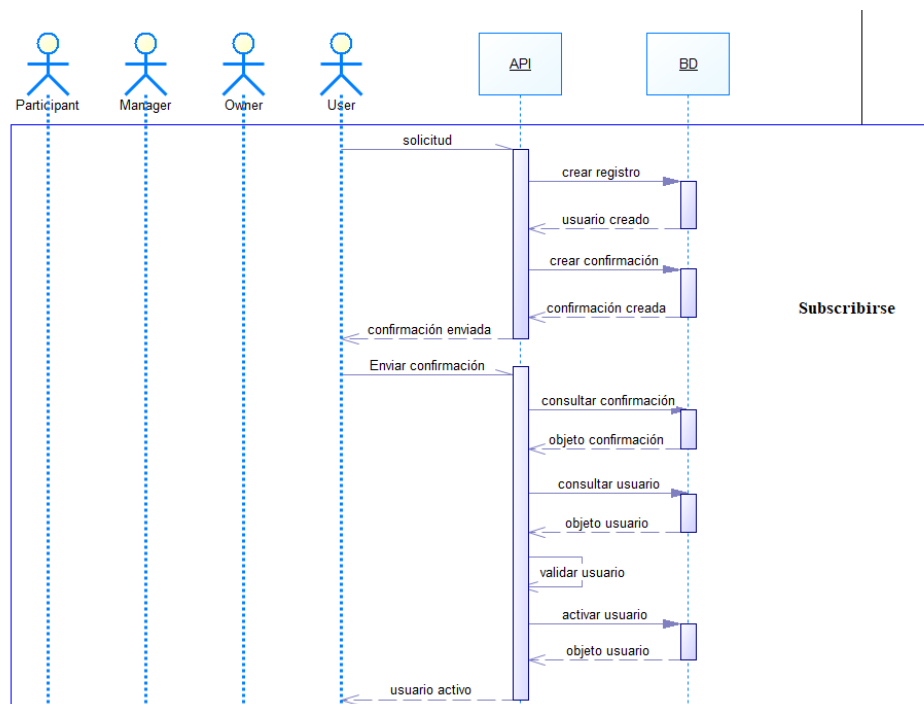 API
BD
Participant
Manager
Owner
User
solicitud
crear registro
usuario creado
crear confirmación
Subscribirse
confirmación creada
confirmación enviada
Enviar confirmación
consultar confirmación
objeto confirmación
consultar usuario
objeto usuario
validar usuario
activar usuario
objeto usuario
usuario activo